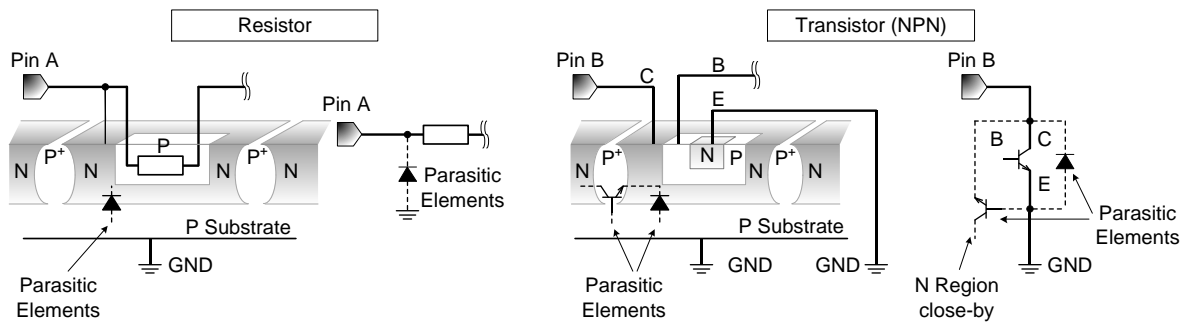 Resistor
Transistor (NPN)
Pin A
Pin B
C
B
E
Pin B
Pin A
P
N
P+
N
P+
N
N
Parasitic
Elements
P Substrate
GND
Parasitic
Elements
N
P+
N
N
P
P+
N
P Substrate
GND
GND
Parasitic
Elements
B
C
E
Parasitic
Elements
GND
N Region
close-by